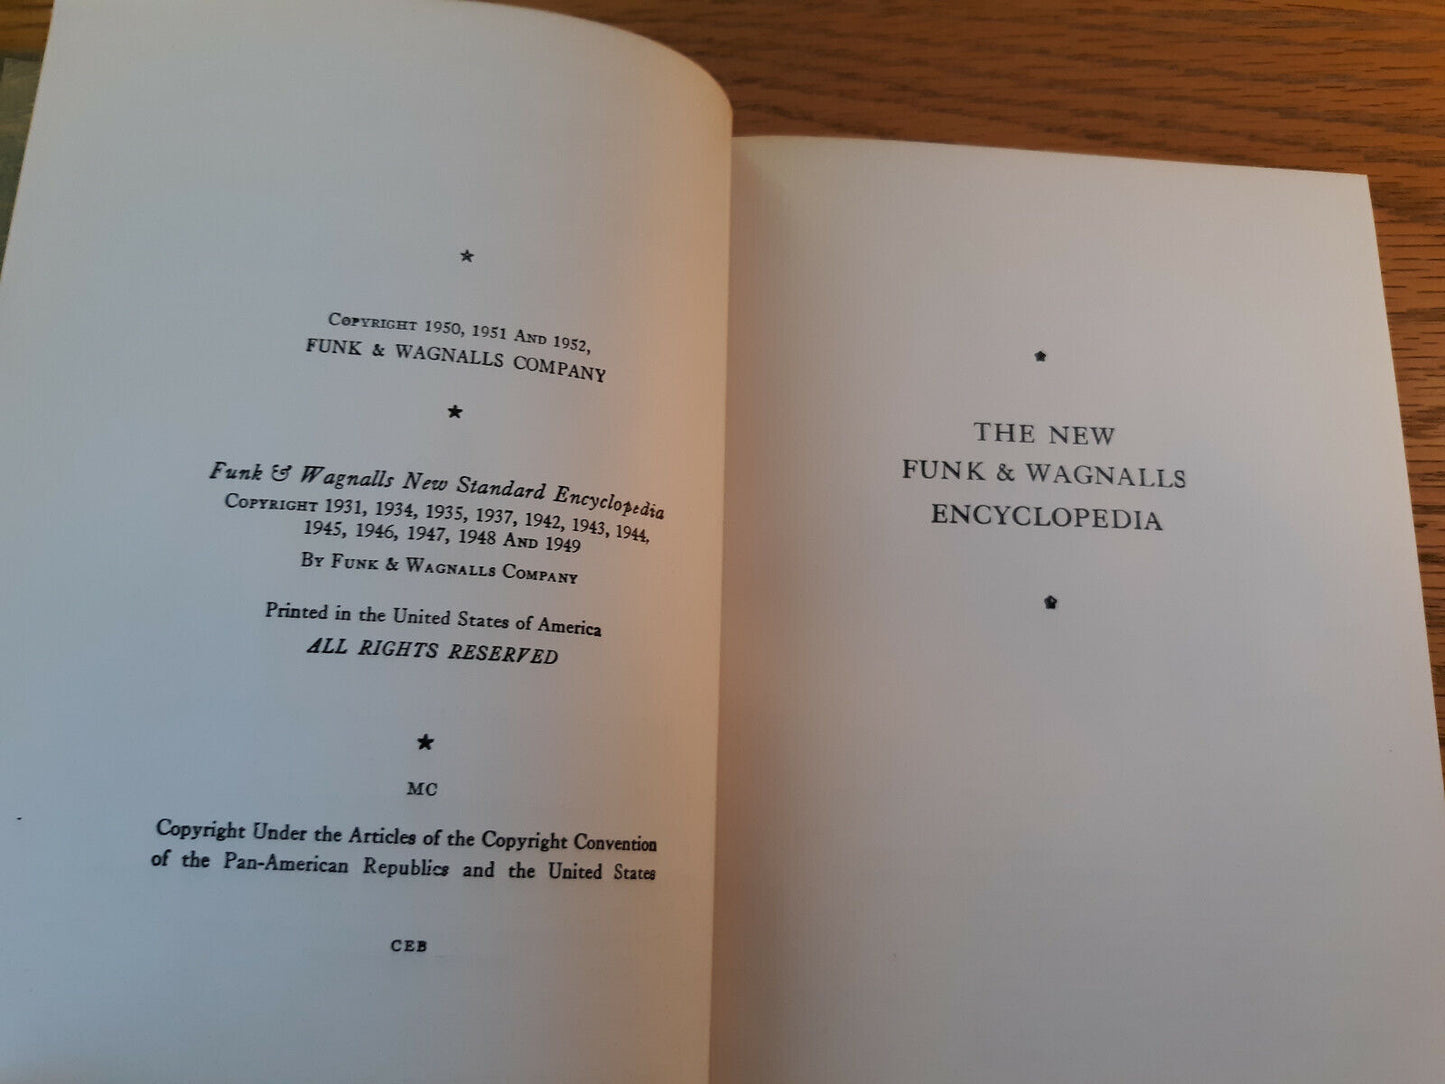 Copyright 1950, 1951 And 1952,
FUNK & WAGNALLS COMPANY
Funk & Wagnalls New Standard Encyclopedia
Copyright 1931, 1934, 1935, 1937, 1942, 1943, 1944,
1945, 1946, 1947, 1948 And 1949
By Funk & Wagnalls Company
Printed in the United States of America
ALL RIGHTS RESERVED
MC
Copyright Under the Articles of the Copyright Convention
of the Pan-American Republics and the United States
CEB
THE NEW
FUNK & WAGNALLS
ENCYCLOPEDIA